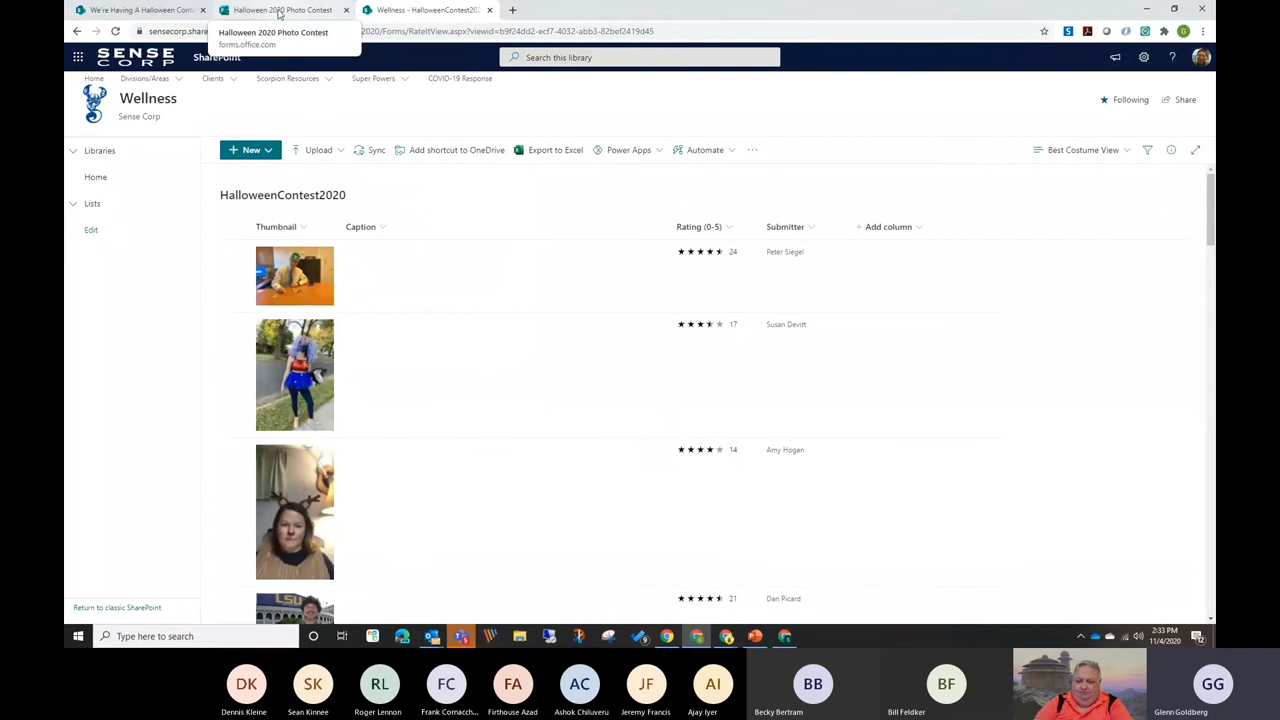 We're Having A Halloween Conte
Halloween 2020 Photo Contest
Wellness - HalloweenContest202
Halloween 2020 Photo Contest
forms.office.com
sensecorp.share
2020/Forms/RateItView.aspx?viewid=b9f24dd2-ecf7-4032-abb3-82bef2419d45
SENSE
CORP
SharePoint
Search this library
Home
Divisions/Areas
Clients
Scorpion Resources
Super Powers
COVID-19 Response
Wellness
Sense Corp
Following
Share
Libraries
Home
Lists
Edit
New
Upload
Sync
Add shortcut to OneDrive
Export to Excel
Power Apps
Automate
Best Costume View
HalloweenContest2020
Thumbnail
Caption
Rating (0-5)
Submitter
Add column
24
Peter Siegel
17
Susan Devitt
14
Amy Hogan
LSU
21
Dan Picard
Return to classic SharePoint
Type here to search
2:33 PM
11/4/2020
DK
SK
RL
FC
FA
AC
JF
AI
BB
BF
GG
Dennis Kleine
Sean Kinnee
Roger Lennon
Frank Cornacch...
Firthouse Azad
Ashok Chiluveru
Jeremy Francis
Ajay Iyer
Becky Bertram
Bill Feldker
Glenn Goldberg